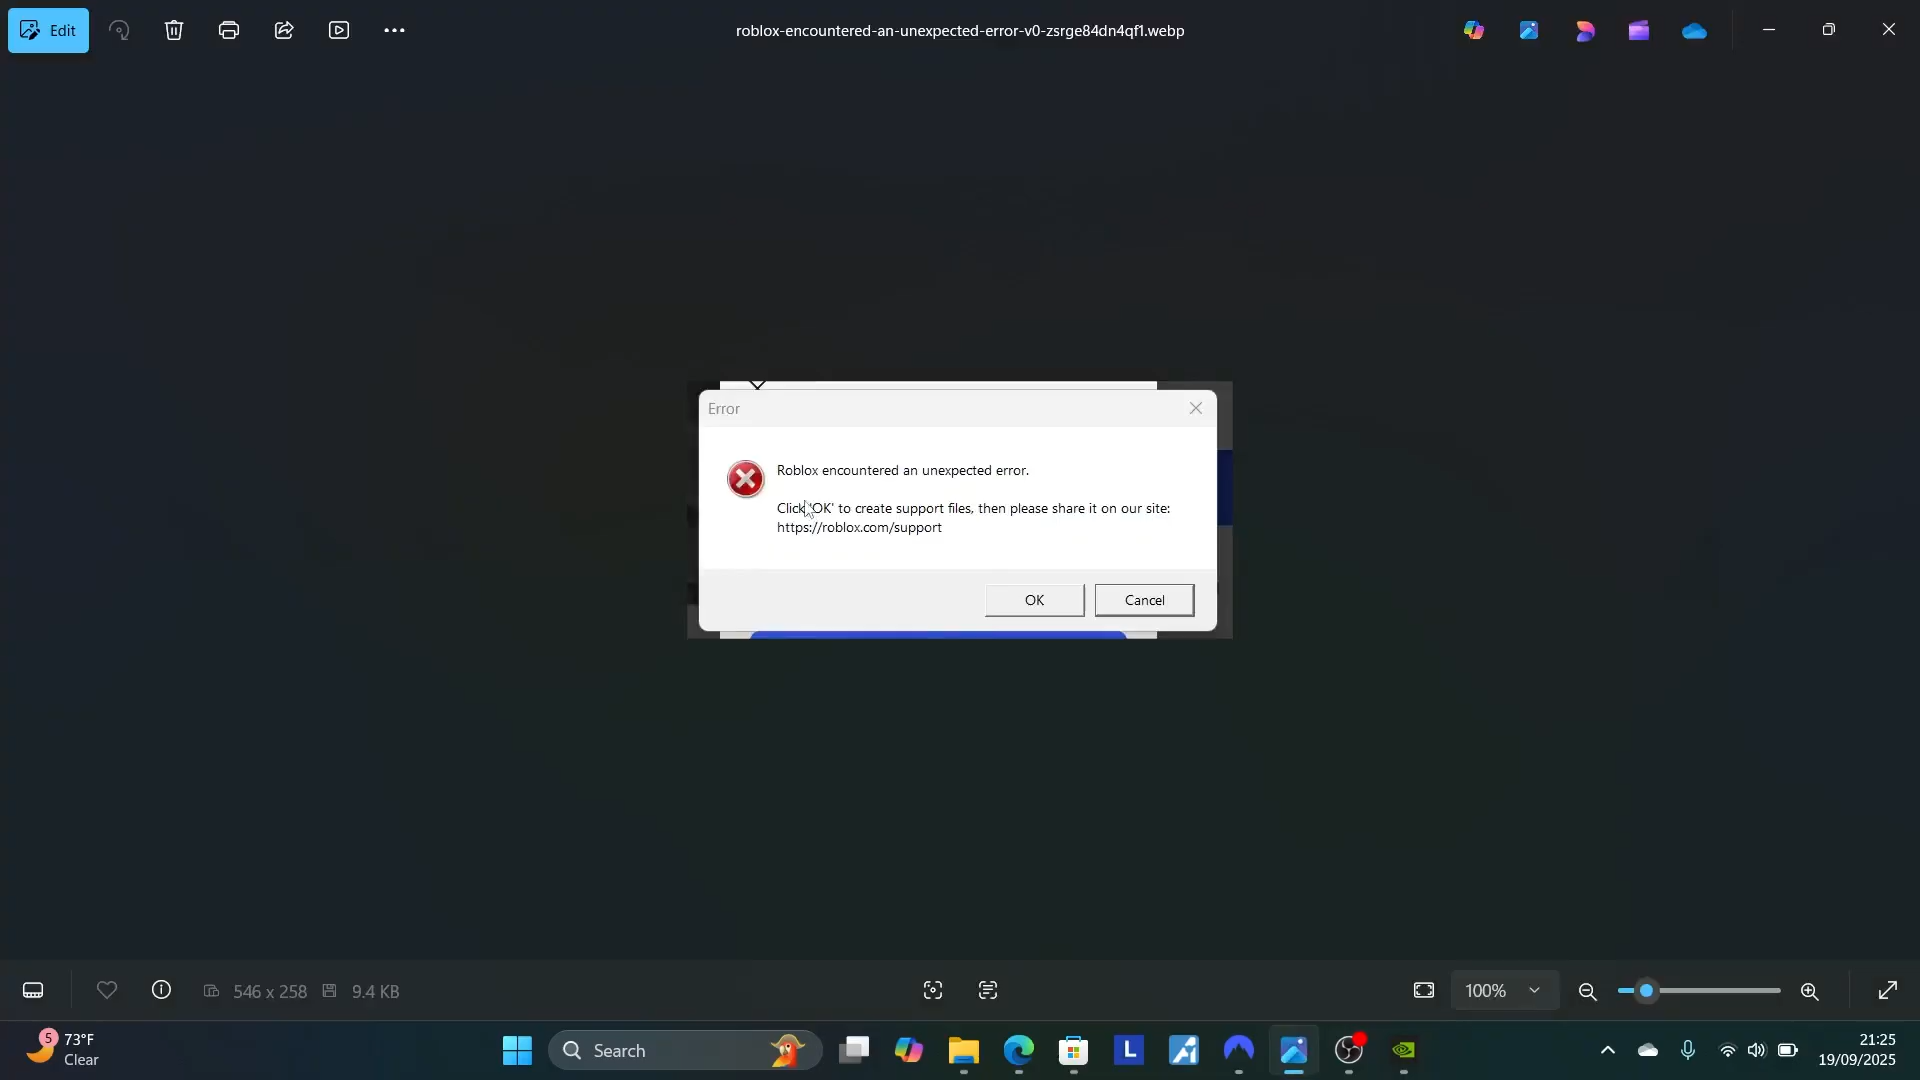 Edit
roblox-encountered-an-unexpected-error-v0-zsrge84dn4qf1.webp
Error
Roblox encountered an unexpected error.
Click 'OK' to create support files, then please share it on our site:
https://roblox.com/support
OK
Cancel
546 x 258
9.4 KB
100%
5
73°F
Clear
Search
L
21:25
19/09/2025